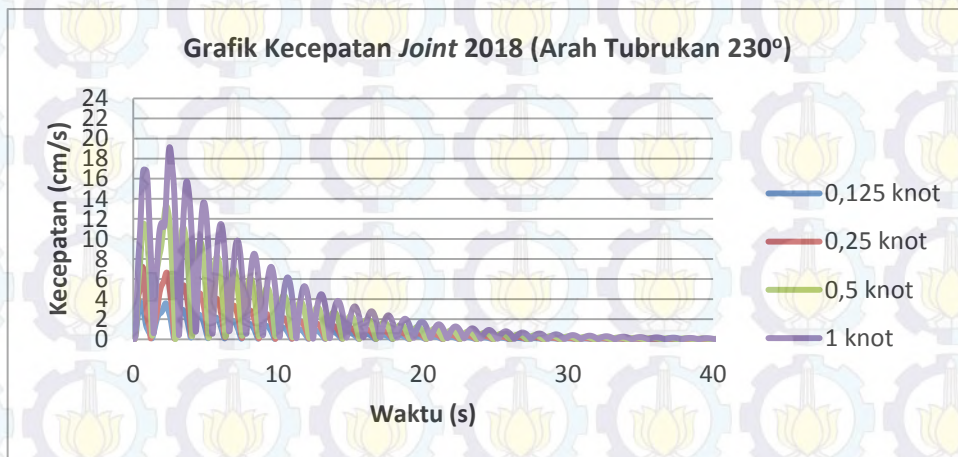 Grafik Kecepatan Joint 2018 (Arah Tubrukan 230º)
Kecepatan (cm/s)
24
22
20
18
16
14
12
10
8
6
4
2
0
0 10 20 30 40
Waktu (s)
0,125 knot
0,25 knot
0,5 knot
1 knot